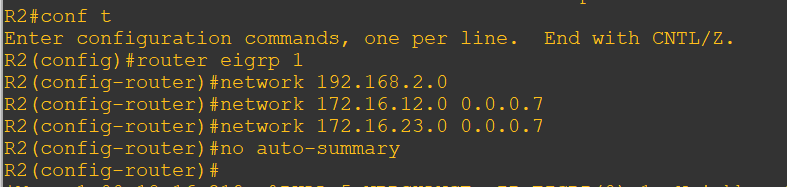 R2#conf t
Enter configuration commands, one per line.  End with CNTL/Z.
R2(config)#router eigrp 1
R2(config-router)#network 192.168.2.0
R2(config-router)#network 172.16.12.0 0.0.0.7
R2(config-router)#network 172.16.23.0 0.0.0.7
R2(config-router)#no auto-summary
R2(config-router)#